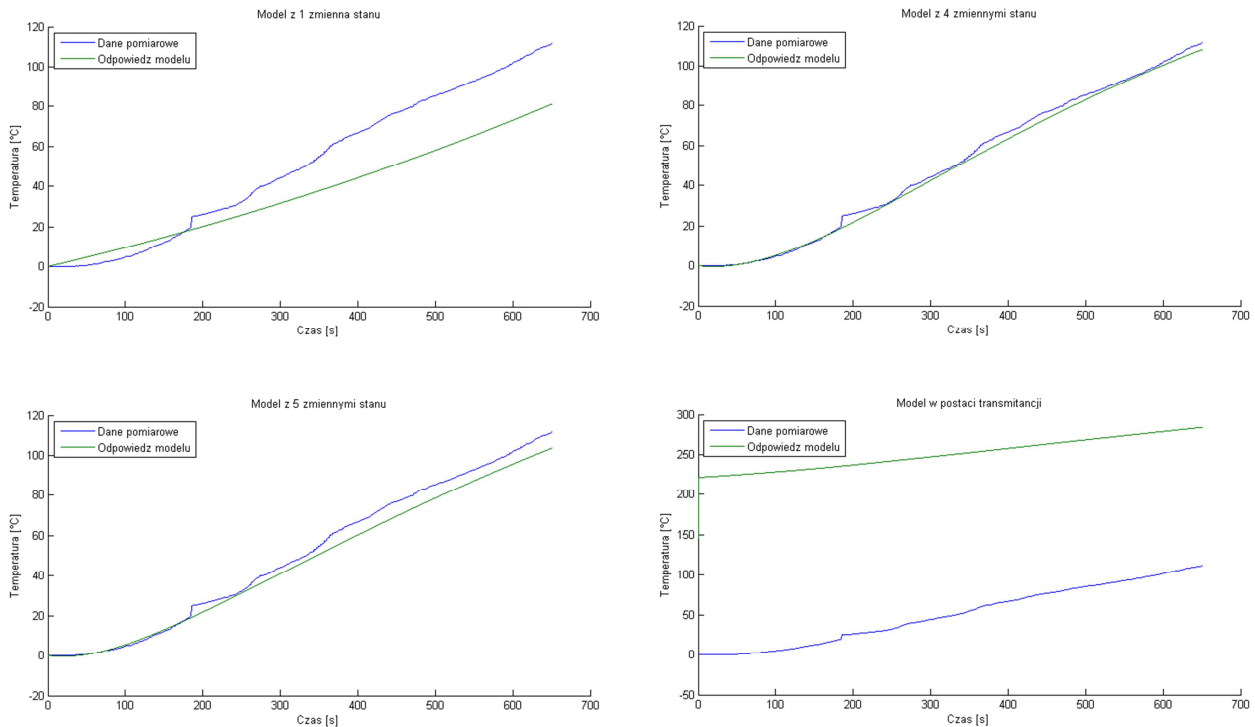 Model z 1 zmienna stanu
120
100
80
60
40
20
0
-20
Temperatura [°C]
Dane pomiarowe
Odpowiedz modelu
0 100 200 300 400 500 600 700
Czas [s]
Model z 4 zmiennymi stanu
120
100
80
60
40
20
0
-20
Temperatura [°C]
Dane pomiarowe
Odpowiedz modelu
0 100 200 300 400 500 600 700
Czas [s]
Model z 5 zmiennymi stanu
120
100
80
60
40
20
0
-20
Temperatura [°C]
Dane pomiarowe
Odpowiedz modelu
0 100 200 300 400 500 600 700
Czas [s]
Model w postaci transmitancji
300
250
200
150
100
50
0
-50
Temperatura [°C]
Dane pomiarowe
Odpowiedz modelu
0 100 200 300 400 500 600 700
Czas [s]